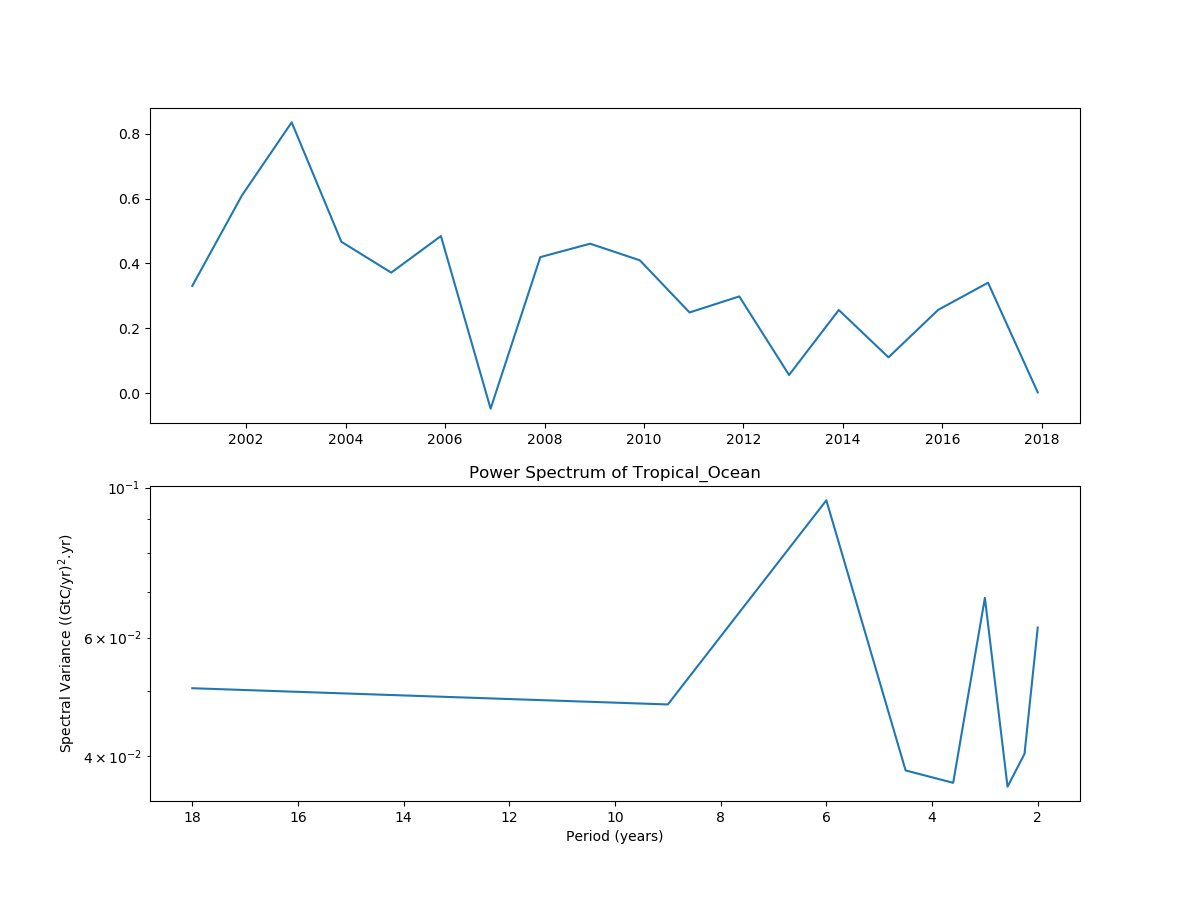 0.8
0.6
0.4
0.2
0.0
2002 2004 2006 2008 2010 2012 2014 2016 2018
Power Spectrum of Tropical_Ocean
10⁻¹
6 × 10⁻²
4 × 10⁻²
Spectral Variance ((GtC/yr)².yr)
18 16 14 12 10 8 6 4 2
Period (years)